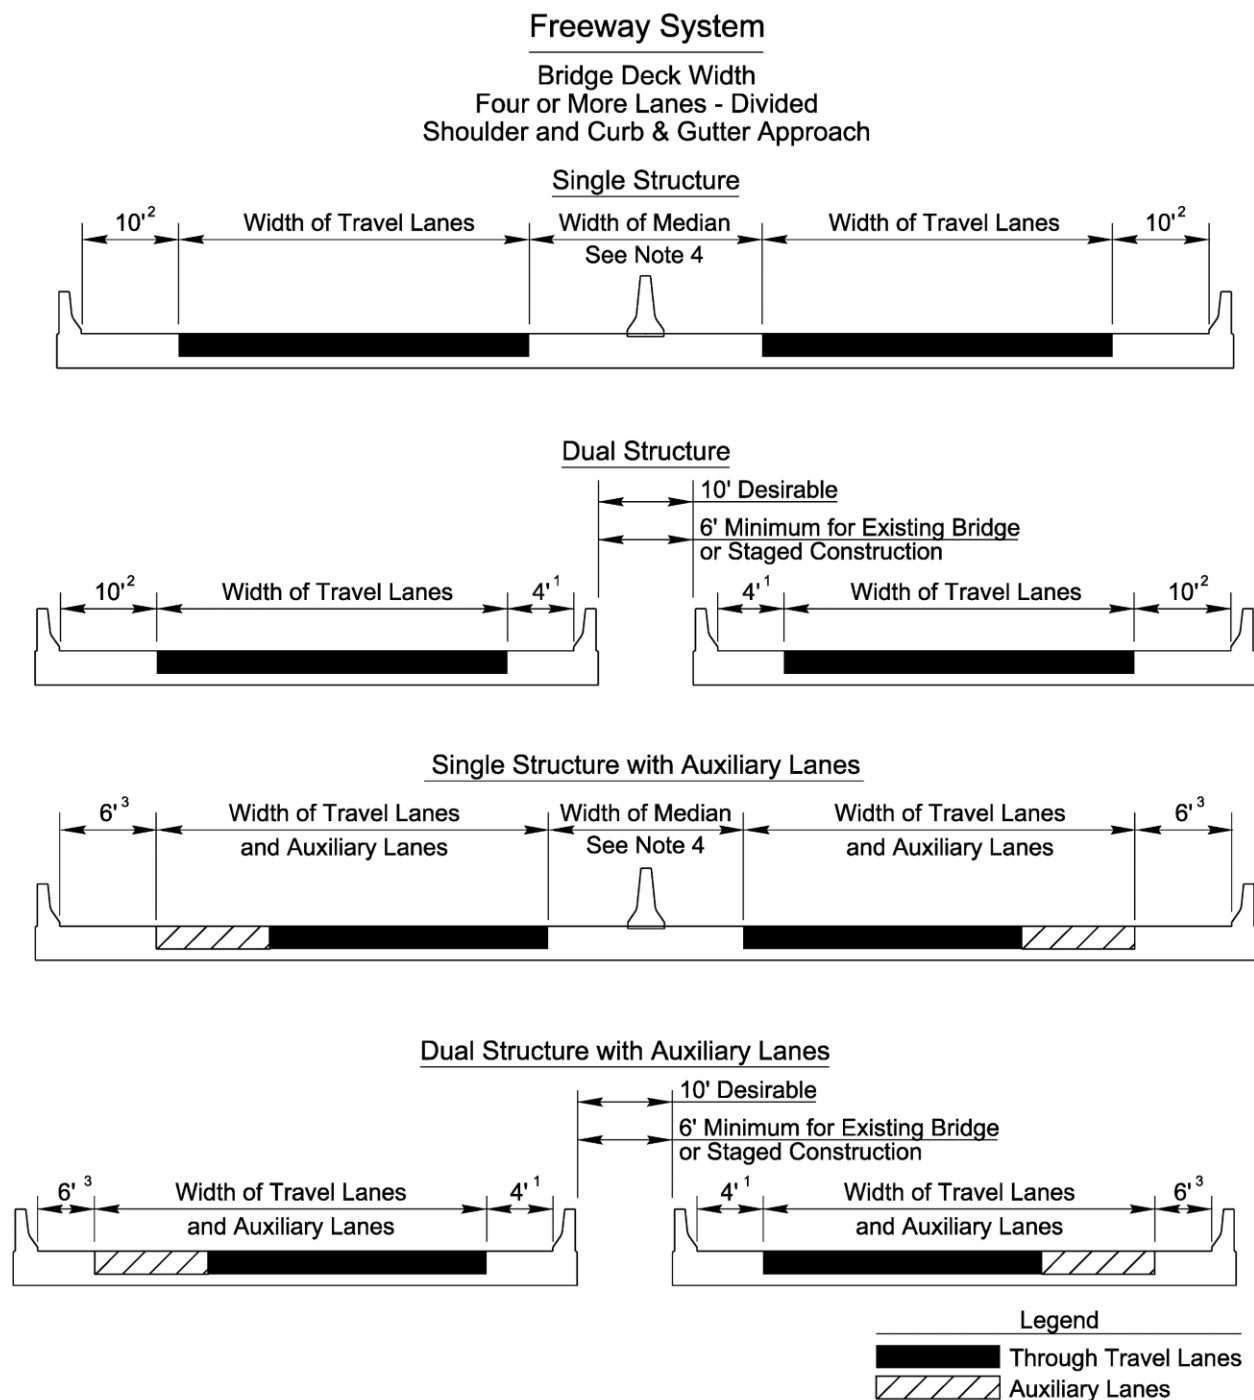 Freeway System
Bridge Deck Width
Four or More Lanes - Divided
Shoulder and Curb & Gutter Approach
Single Structure
10'² Width of Travel Lanes Width of Median Width of Travel Lanes 10'²
See Note 4
Dual Structure
10' Desirable
6' Minimum for Existing Bridge
or Staged Construction
10'² Width of Travel Lanes 4'¹ 4'¹ Width of Travel Lanes 10'²
Single Structure with Auxiliary Lanes
6'³ Width of Travel Lanes Width of Median Width of Travel Lanes 6'³
and Auxiliary Lanes See Note 4 and Auxiliary Lanes
Dual Structure with Auxiliary Lanes
10' Desirable
6' Minimum for Existing Bridge
or Staged Construction
6'³ Width of Travel Lanes 4'¹ 4'¹ Width of Travel Lanes 6'³
and Auxiliary Lanes and Auxiliary Lanes
Legend
Through Travel Lanes
Auxiliary Lanes